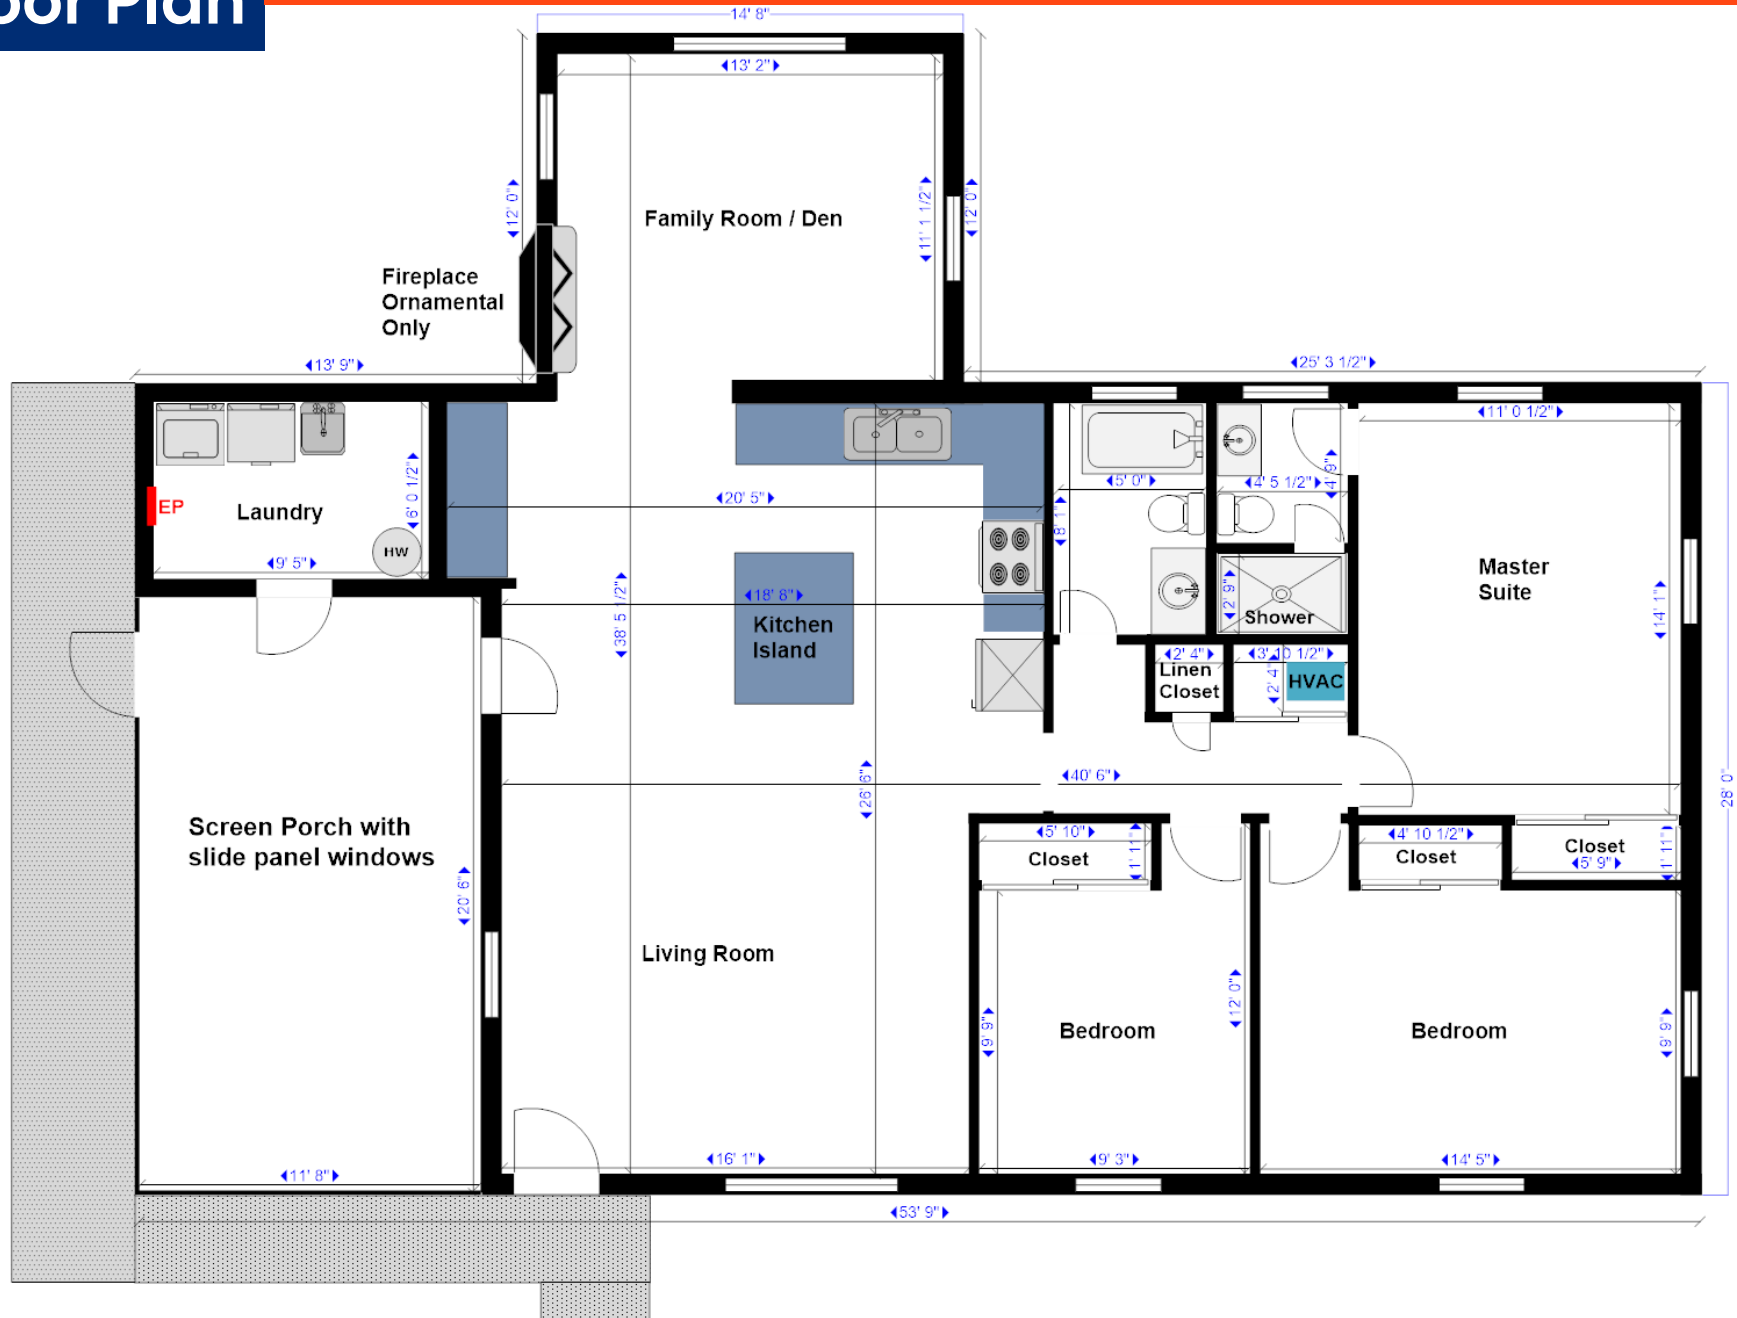 oor Plan
14' 8"
13' 2"
12' 0"
11' 1 1/2"
12' 0"
Family Room / Den
Fireplace
Ornamental
Only
13' 9"
25' 3 1/2"
11' 0 1/2"
6' 0 1/2"
EP
Laundry
HW
9' 5"
20' 5"
5' 0"
8' 1"
4' 5 1/2"
4' 9"
38' 5 1/2"
18' 8"
Kitchen
Island
2' 9"
Shower
Master
Suite
14' 1"
2' 4"
Linen
Closet
3' 10 1/2"
2' 4"
HVAC
26' 6"
40' 6"
28' 0"
Screen Porch with
slide panel windows
20' 6"
5' 10"
Closet
1' 11"
4' 10 1/2"
Closet
Closet
5' 9"
1' 11"
Living Room
9' 9"
Bedroom
12' 0"
Bedroom
9' 9"
11' 8"
16' 1"
9' 3"
14' 5"
53' 9"